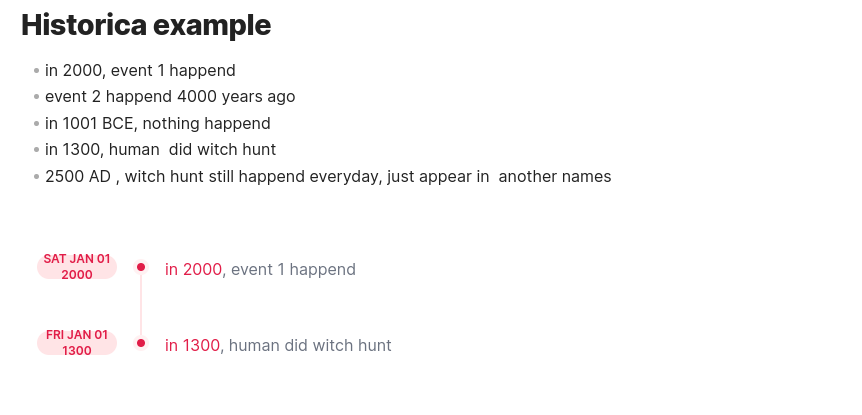 Historica example
in 2000, event 1 happend
event 2 happend 4000 years ago
in 1001 BCE, nothing happend
in 1300, human  did witch hunt
2500 AD , witch hunt still happend everyday, just appear in  another names
SAT JAN 01
2000
in 2000, event 1 happend
FRI JAN 01
1300
in 1300, human did witch hunt